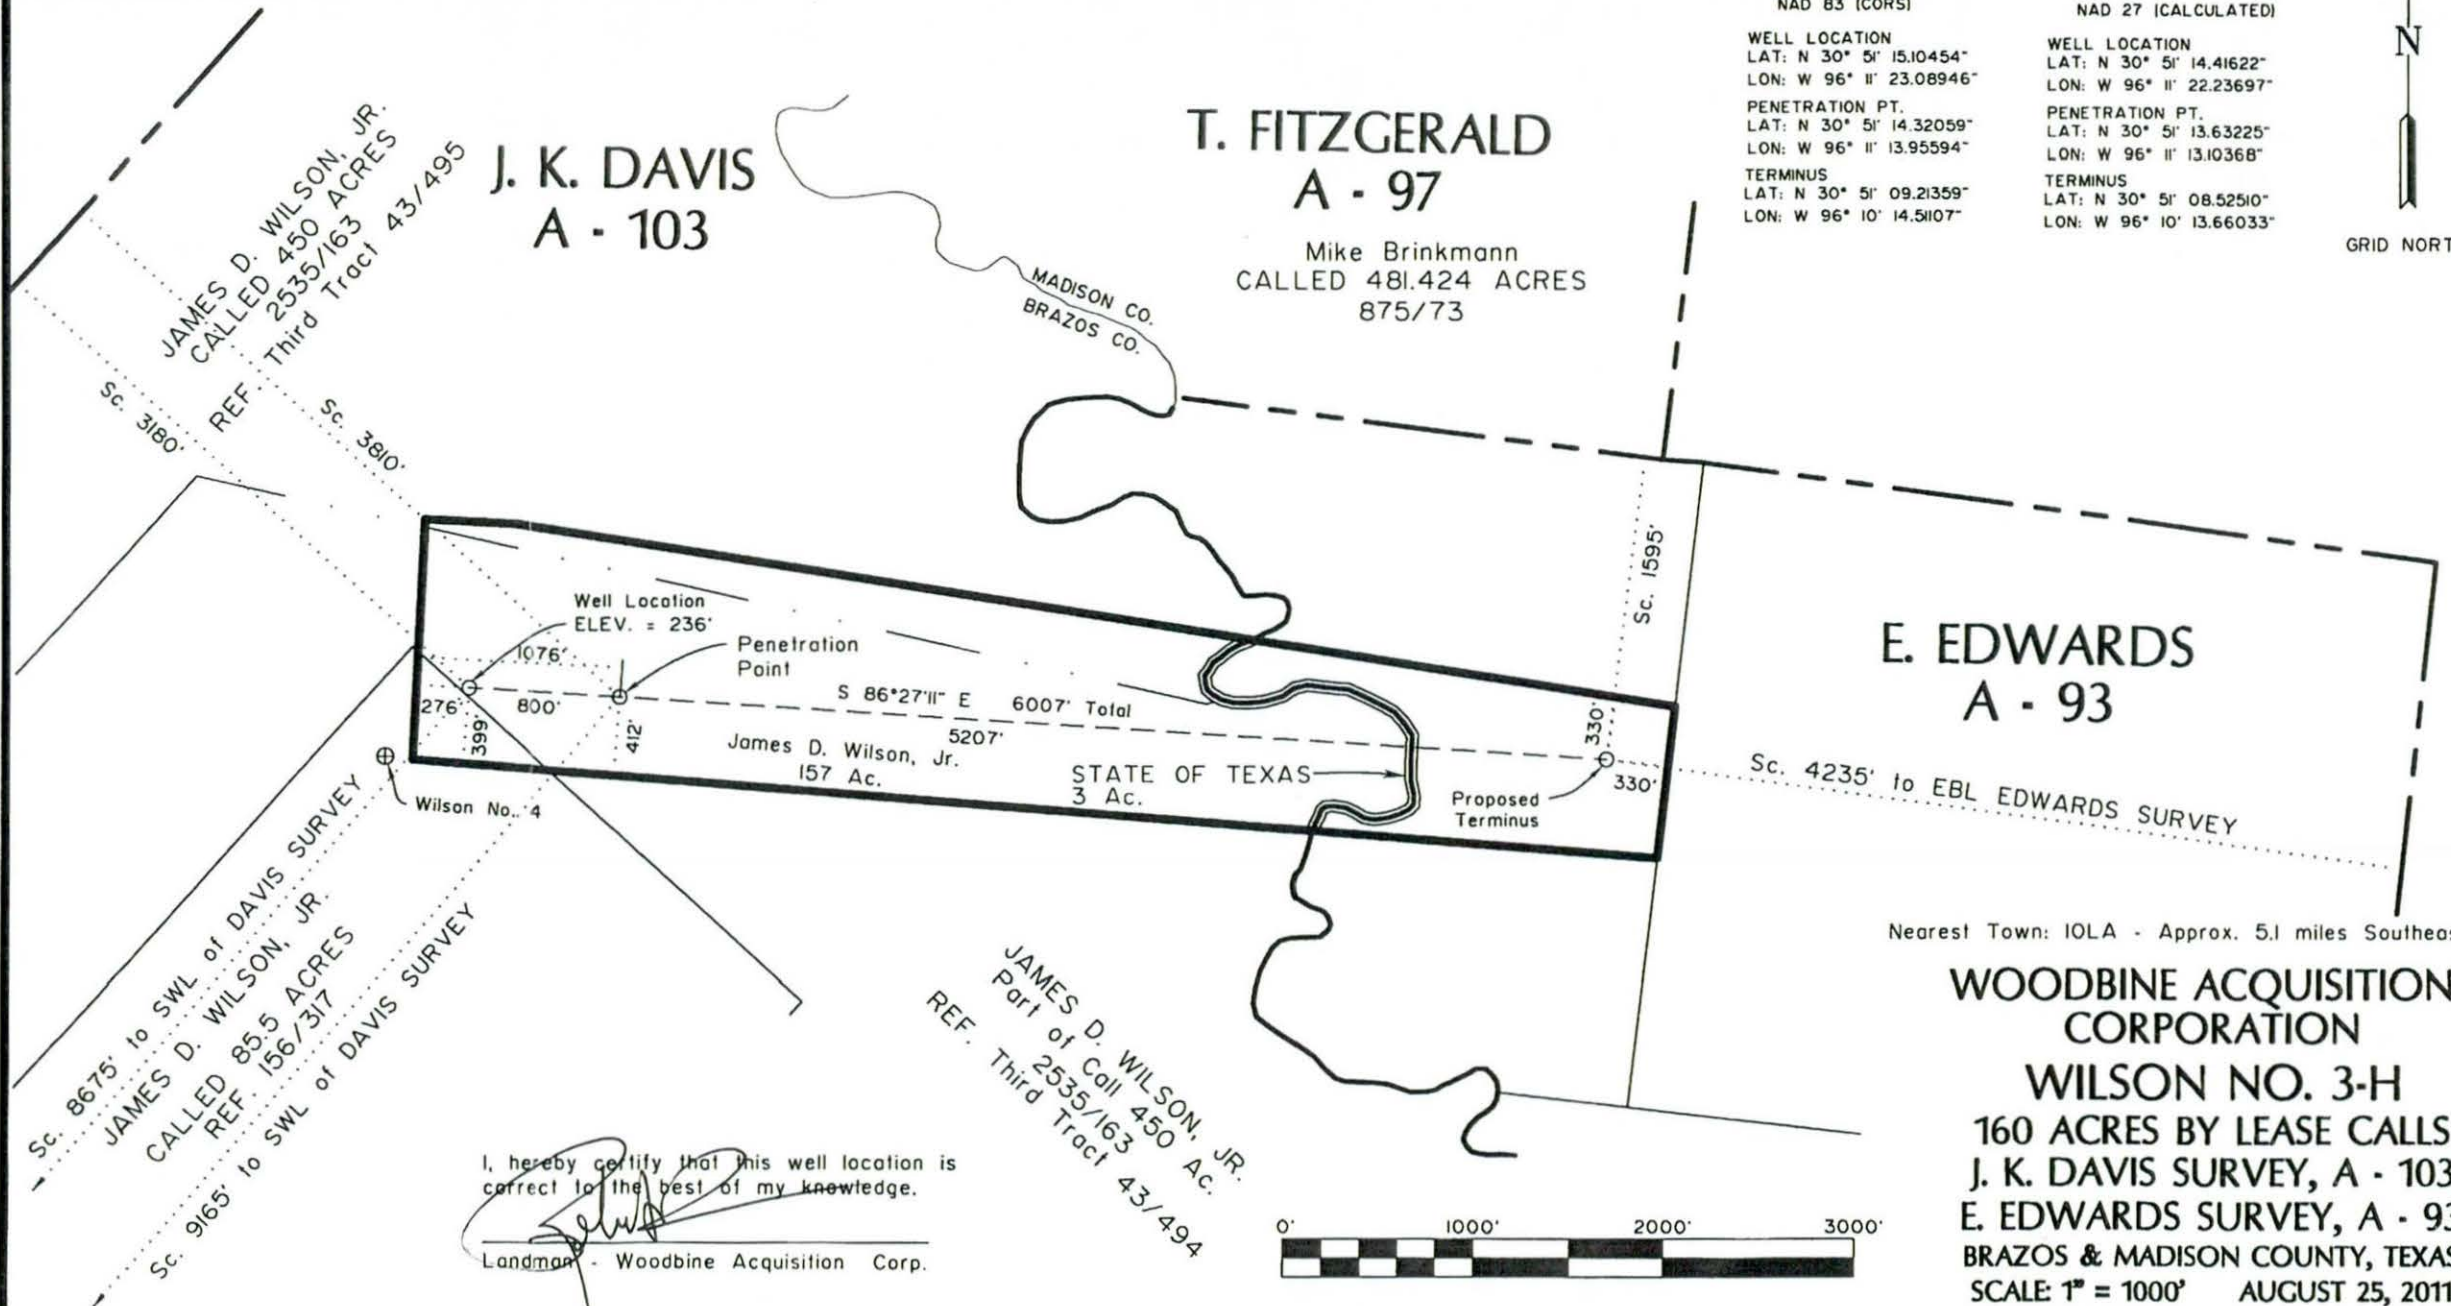 NAD 83 (CORS)
WELL LOCATION
LAT: N 30° 51' 15.10454"
LON: W 96° 11' 23.08946"
PENETRATION PT.
LAT: N 30° 51' 14.32059"
LON: W 96° 11' 13.95594"
TERMINUS
LAT: N 30° 51' 09.21359"
LON: W 96° 10' 14.51107"
NAD 27 (CALCULATED)
WELL LOCATION
LAT: N 30° 51' 14.41622"
LON: W 96° 11' 22.23697"
PENETRATION PT.
LAT: N 30° 51' 13.63225"
LON: W 96° 11' 13.10368"
TERMINUS
LAT: N 30° 51' 08.52510"
LON: W 96° 10' 13.66033"
N
GRID NORT
JAMES D. WILSON, JR.
CALLED 450 ACRES
2535/163
REF. Third Tract 43/495
J. K. DAVIS
A - 103
T. FITZGERALD
A - 97
Mike Brinkmann
CALLED 481.424 ACRES
875/73
MADISON CO.
BRAZOS CO.
Sc. 3180'
Sc. 3810'
Sc. 1595'
Well Location
ELEV. = 236'
1076'
Penetration
Point
276'
800'
399'
412'
S 86°27'11" E 6007' Total
5207'
James D. Wilson, Jr.
157 Ac.
STATE OF TEXAS
3 Ac.
330'
330'
Proposed
Terminus
Wilson No. 4
E. EDWARDS
A - 93
Sc. 4235' to EBL EDWARDS SURVEY
Sc. 8675' to SWL of DAVIS SURVEY
JAMES D. WILSON, JR.
CALLED 85.5 ACRES
REF. 156/317
Sc. 9165' to SWL of DAVIS SURVEY
JAMES D. WILSON, JR.
Part of Call 450 Ac.
2535/163
REF. Third Tract 43/494
I, hereby certify that this well location is
correct to the best of my knowledge.
Landman - Woodbine Acquisition Corp.
0' 1000' 2000' 3000'
Nearest Town: IOLA - Approx. 5.1 miles Southeas
WOODBINE ACQUISITION
CORPORATION
WILSON NO. 3-H
160 ACRES BY LEASE CALLS
J. K. DAVIS SURVEY, A - 103
E. EDWARDS SURVEY, A - 93
BRAZOS & MADISON COUNTY, TEXAS
SCALE: 1" = 1000' AUGUST 25, 2011